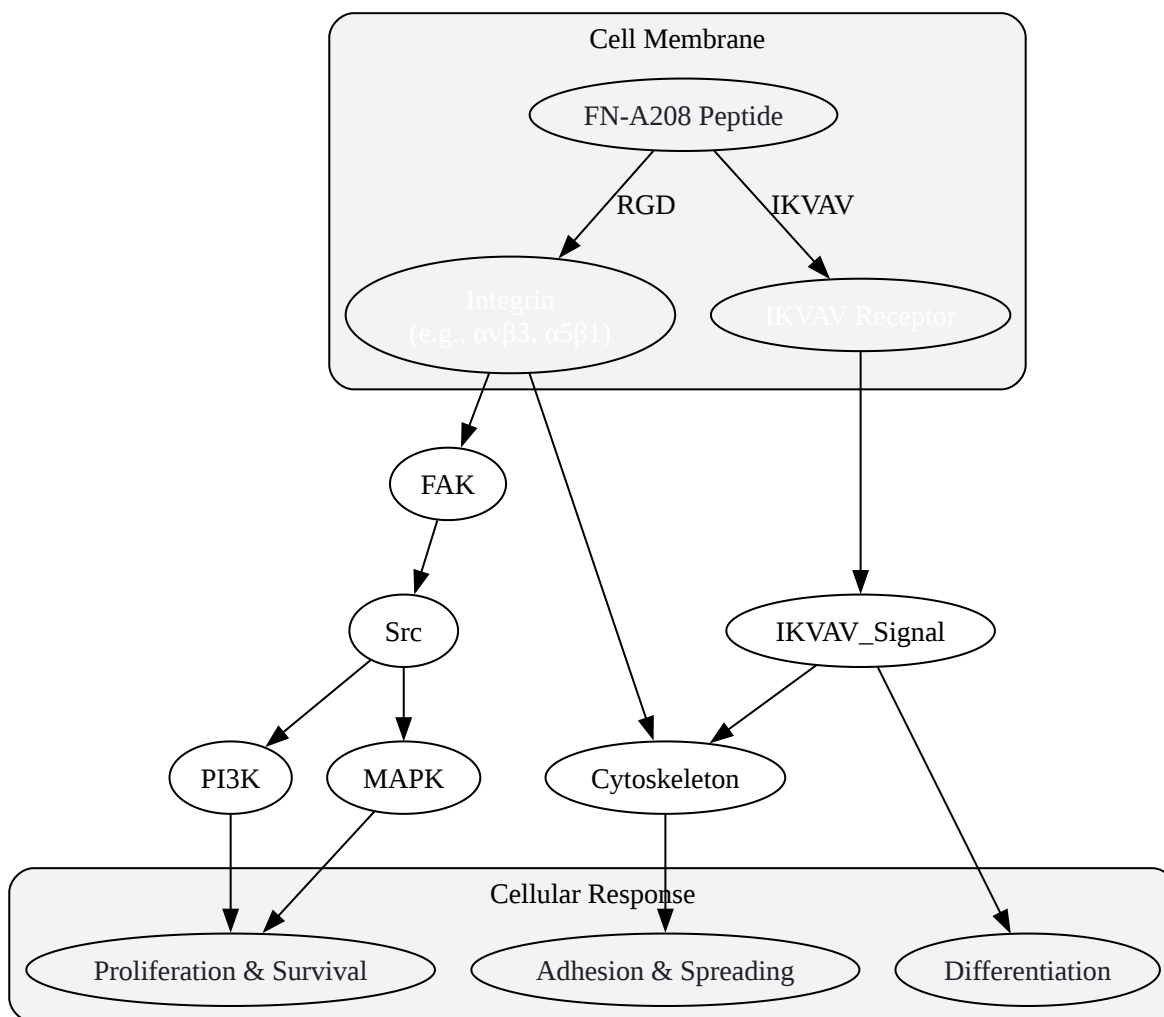 Cell Membrane
FN-A208 Peptide
RGD
IKVAV
Integrin
(e.g., αvβ3, α5β1)
IKVAV Receptor
FAK
Src
IKVAV_Signal
PI3K
MAPK
Cytoskeleton
Cellular Response
Proliferation & Survival
Adhesion & Spreading
Differentiation